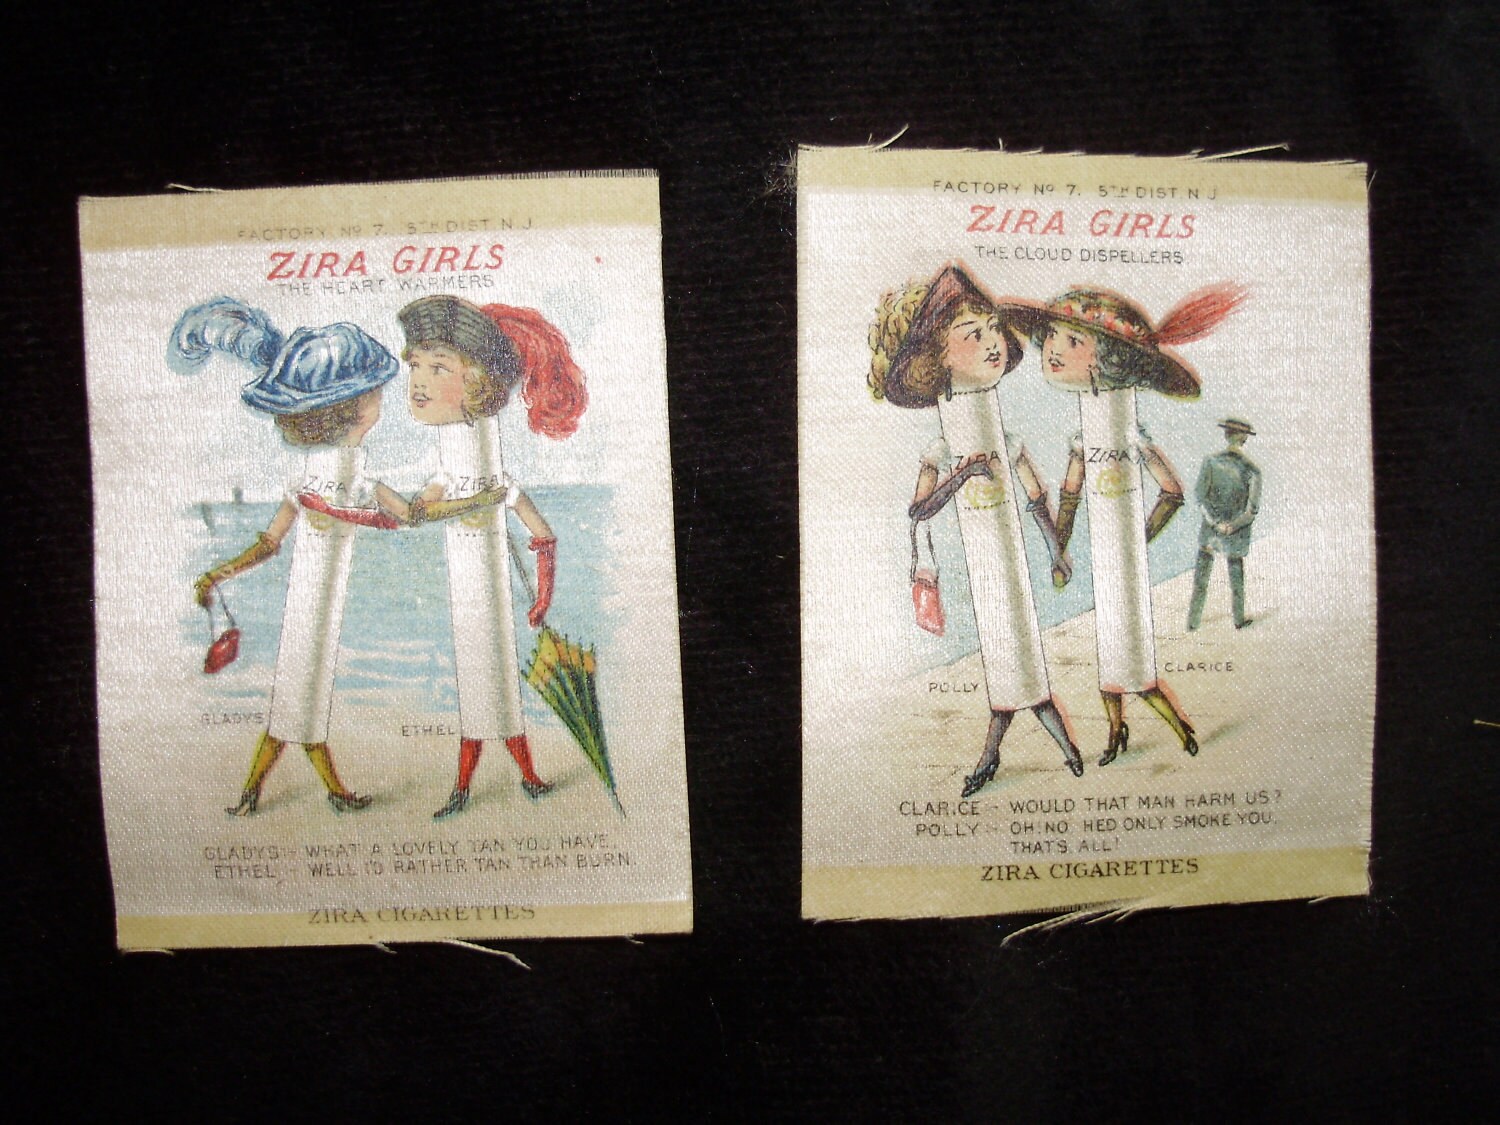 FACTORY Nº 7. 5TH DIST. N J
ZIRA GIRLS
THE HEART WARMERS
ZIRA
ZIRA
GLADYS
ETHEL
GLADYS - WHAT A LOVELY TAN YOU HAVE.
ETHEL - WELL I'D RATHER TAN THAN BURN.
ZIRA CIGARETTES
FACTORY Nº 7. 5TH DIST. N J
ZIRA GIRLS
THE CLOUD DISPELLERS
ZIRA
ZIRA
POLLY
CLARICE
CLARICE - WOULD THAT MAN HARM US?
POLLY - OH! NO HED ONLY SMOKE YOU.
THATS ALL!
ZIRA CIGARETTES